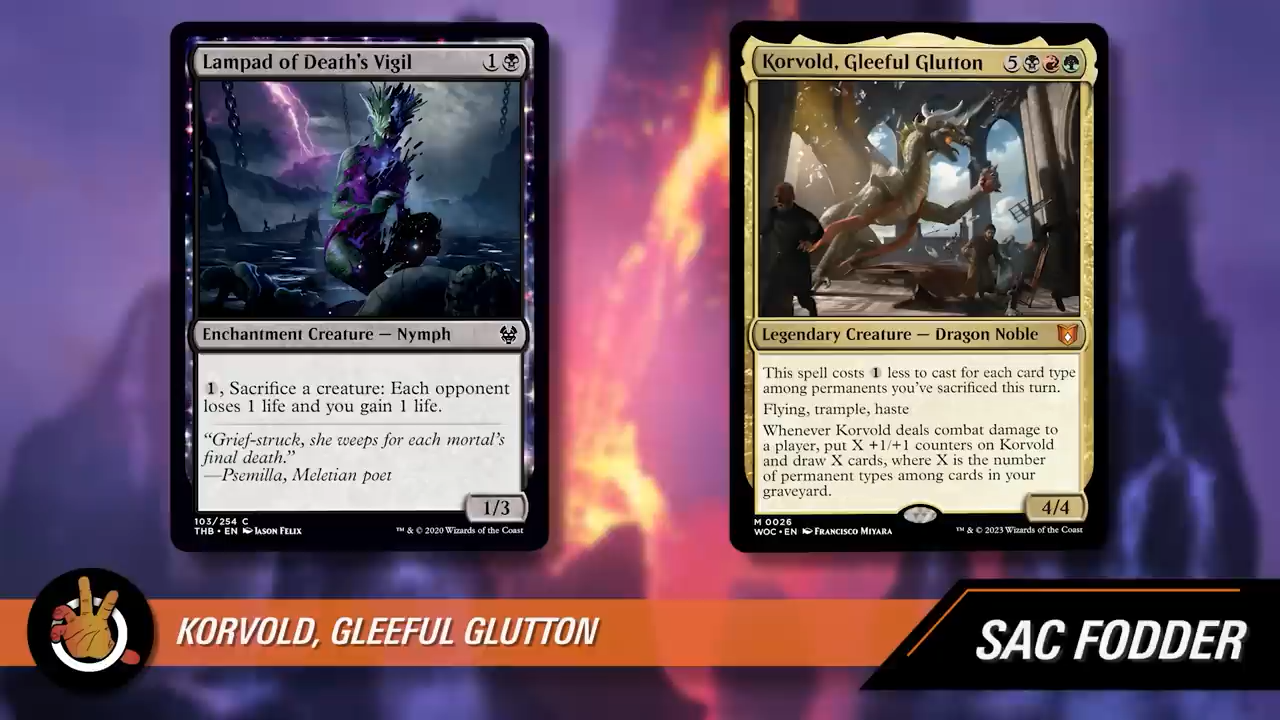 Lampad of Death's Vigil 1
Enchantment Creature — Nymph
1, Sacrifice a creature: Each opponent
loses 1 life and you gain 1 life.
“Grief-struck, she weeps for each mortal's
final death.”
—Psemilla, Meletian poet
1/3
103/254 C
THB • EN Jason Felix
™ & © 2020 Wizards of the Coast
Korvold, Gleeful Glutton 5
Legendary Creature — Dragon Noble
This spell costs 1 less to cast for each card type
among permanents you've sacrificed this turn.
Flying, trample, haste
Whenever Korvold deals combat damage to
a player, put X +1/+1 counters on Korvold
and draw X cards, where X is the number
of permanent types among cards in your
graveyard.
4/4
M 0026
WOC • EN Francisco Miyara
™ & © 2023 Wizards of the Coast
KORVOLD, GLEEFUL GLUTTON
SAC FODDER